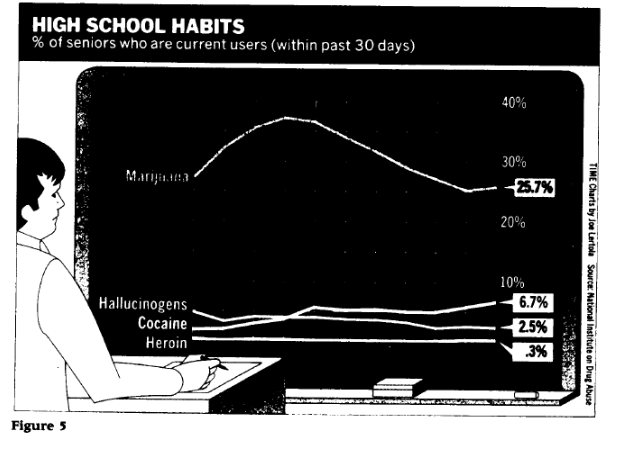 HIGH SCHOOL HABITS
% of seniors who are current users (within past 30 days)
40%
Marijuana
30%
25.7%
20%
10%
Hallucinogens
6.7%
Cocaine
2.5%
Heroin
.3%
TIME Charts by Joe Lertola Source: National Institute on Drug Abuse
Figure 5